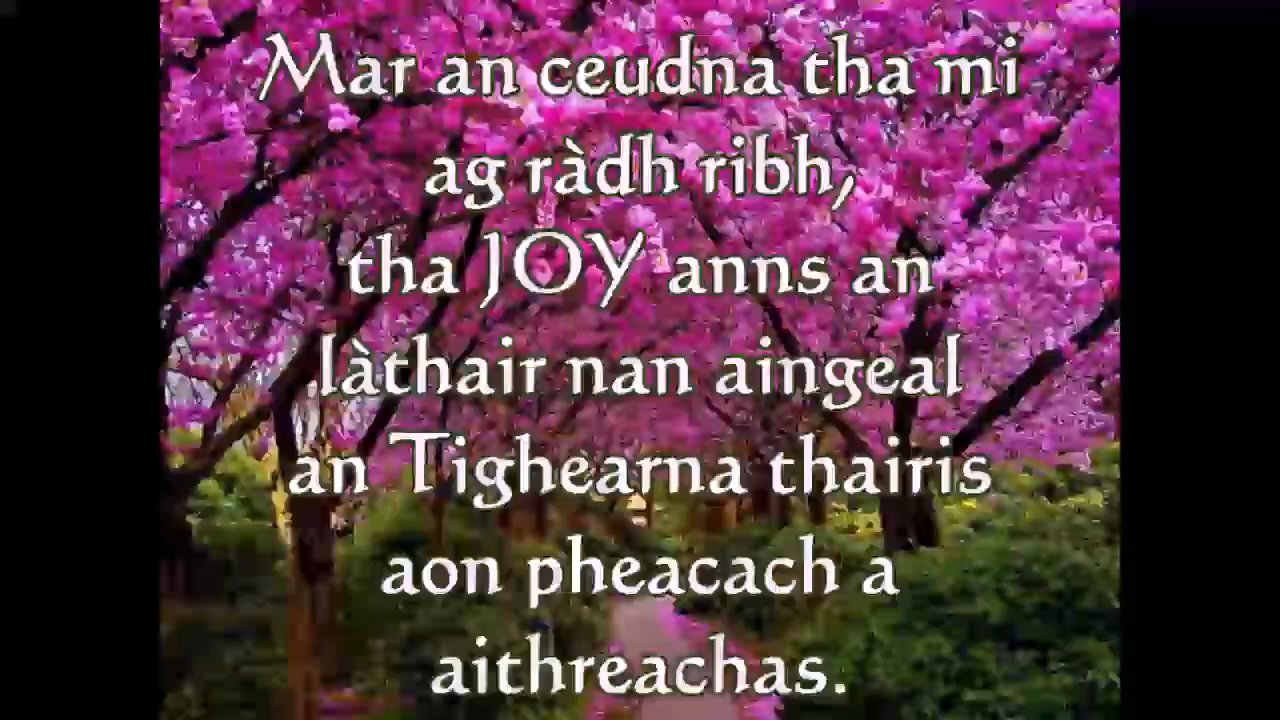 Mar an ceudna tha mi
ag ràdh ribh,
tha JOY anns an
làthair nan aingeal
an Tighearna thairis
aon pheacach a
aithreachas.